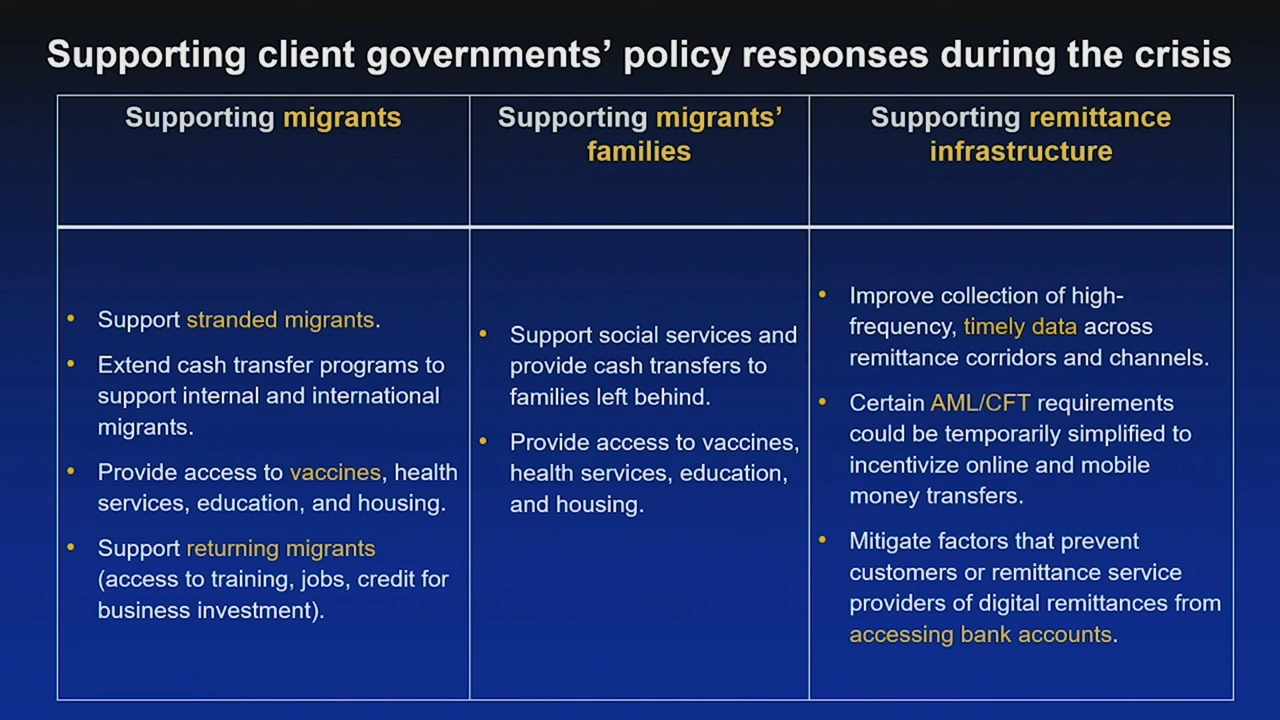 Supporting client governments’ policy responses during the crisis
Supporting migrants
Supporting migrants’
families
Supporting remittance
infrastructure
• Support stranded migrants.
• Extend cash transfer programs to
support internal and international
migrants.
• Provide access to vaccines, health
services, education, and housing.
• Support returning migrants
(access to training, jobs, credit for
business investment).
• Support social services and
provide cash transfers to
families left behind.
• Provide access to vaccines,
health services, education,
and housing.
• Improve collection of high-
frequency, timely data across
remittance corridors and channels.
• Certain AML/CFT requirements
could be temporarily simplified to
incentivize online and mobile
money transfers.
• Mitigate factors that prevent
customers or remittance service
providers of digital remittances from
accessing bank accounts.